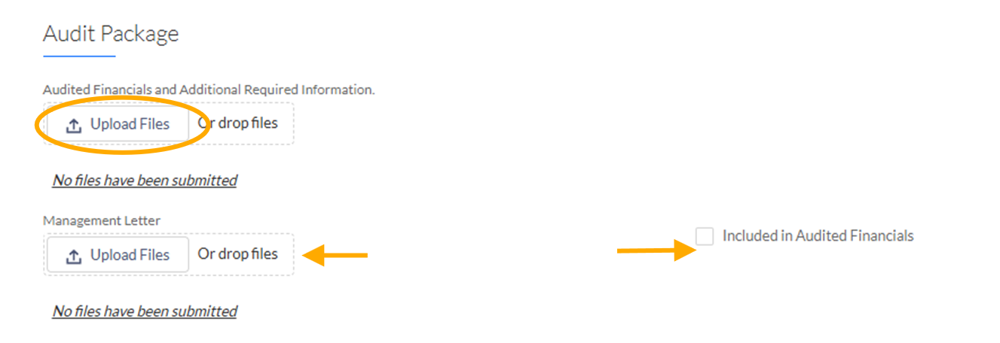 Audit Package
Audited Financials and Additional Required Information.
Upload Files Or drop files
No files have been submitted
Management Letter
Included in Audited Financials
Upload Files Or drop files
No files have been submitted